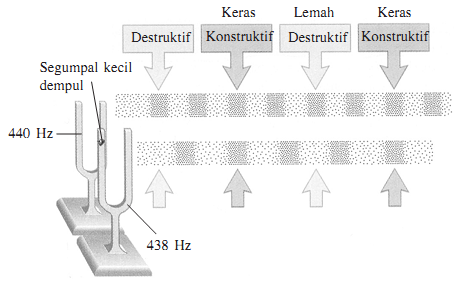 Keras Lemah Keras
Destruktif Konstruktif Destruktif Konstruktif
Segumpal kecil
dempul
440 Hz
438 Hz